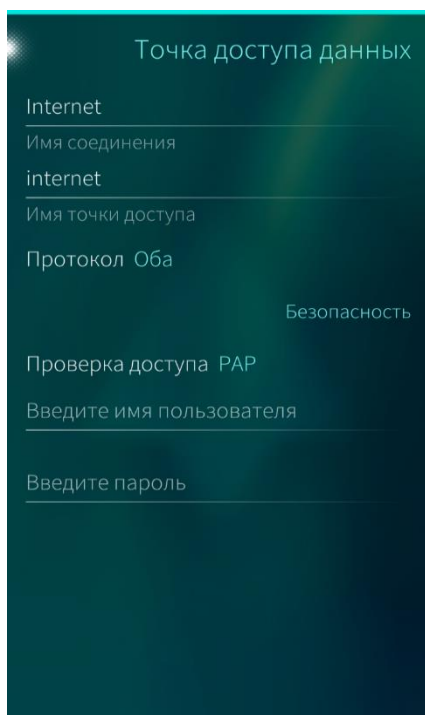 Точка доступа данных
Internet
Имя соединения
internet
Имя точки доступа
Протокол Оба
Безопасность
Проверка доступа PAP
Введите имя пользователя
Введите пароль